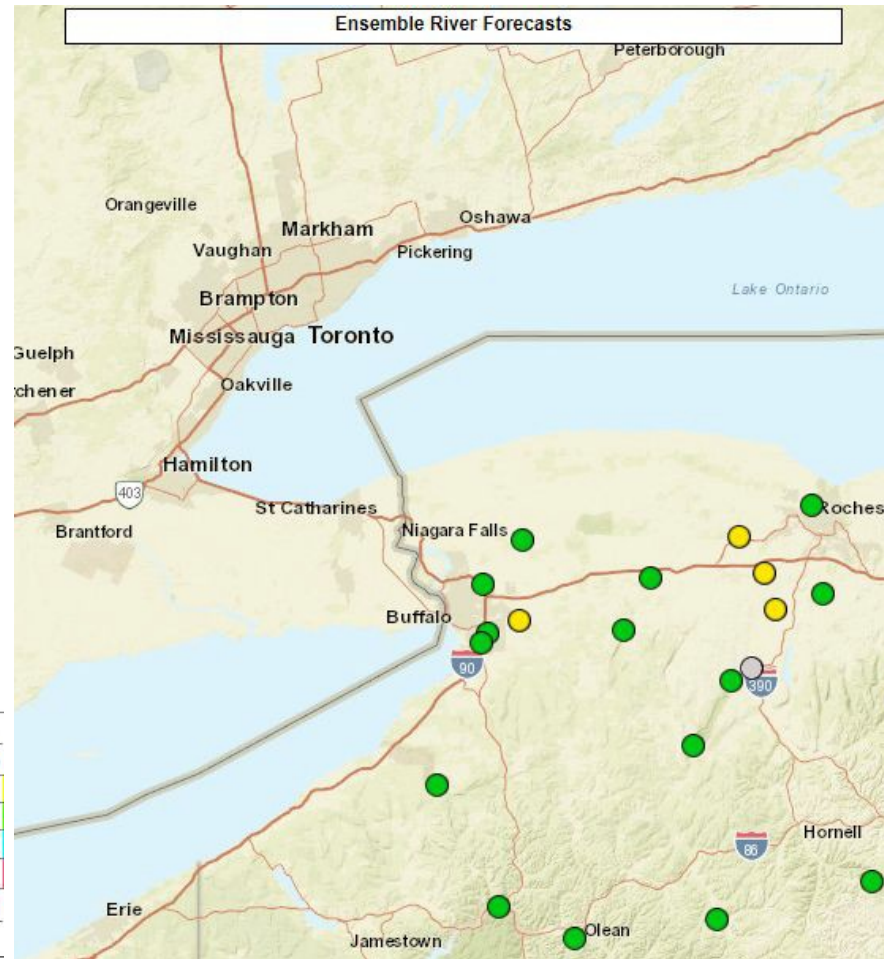 Ensemble River Forecasts
Peterborough
Orangeville
Markham
Oshawa
Vaughan
Pickering
Brampton
Lake Ontario
Mississauga Toronto
Guelph
chener
Oakville
Hamilton
403
St Catharines
Roches
Brantford
Niagara Falls
Buffalo
90
390
Hornell
86
Erie
Olean
Jamestown